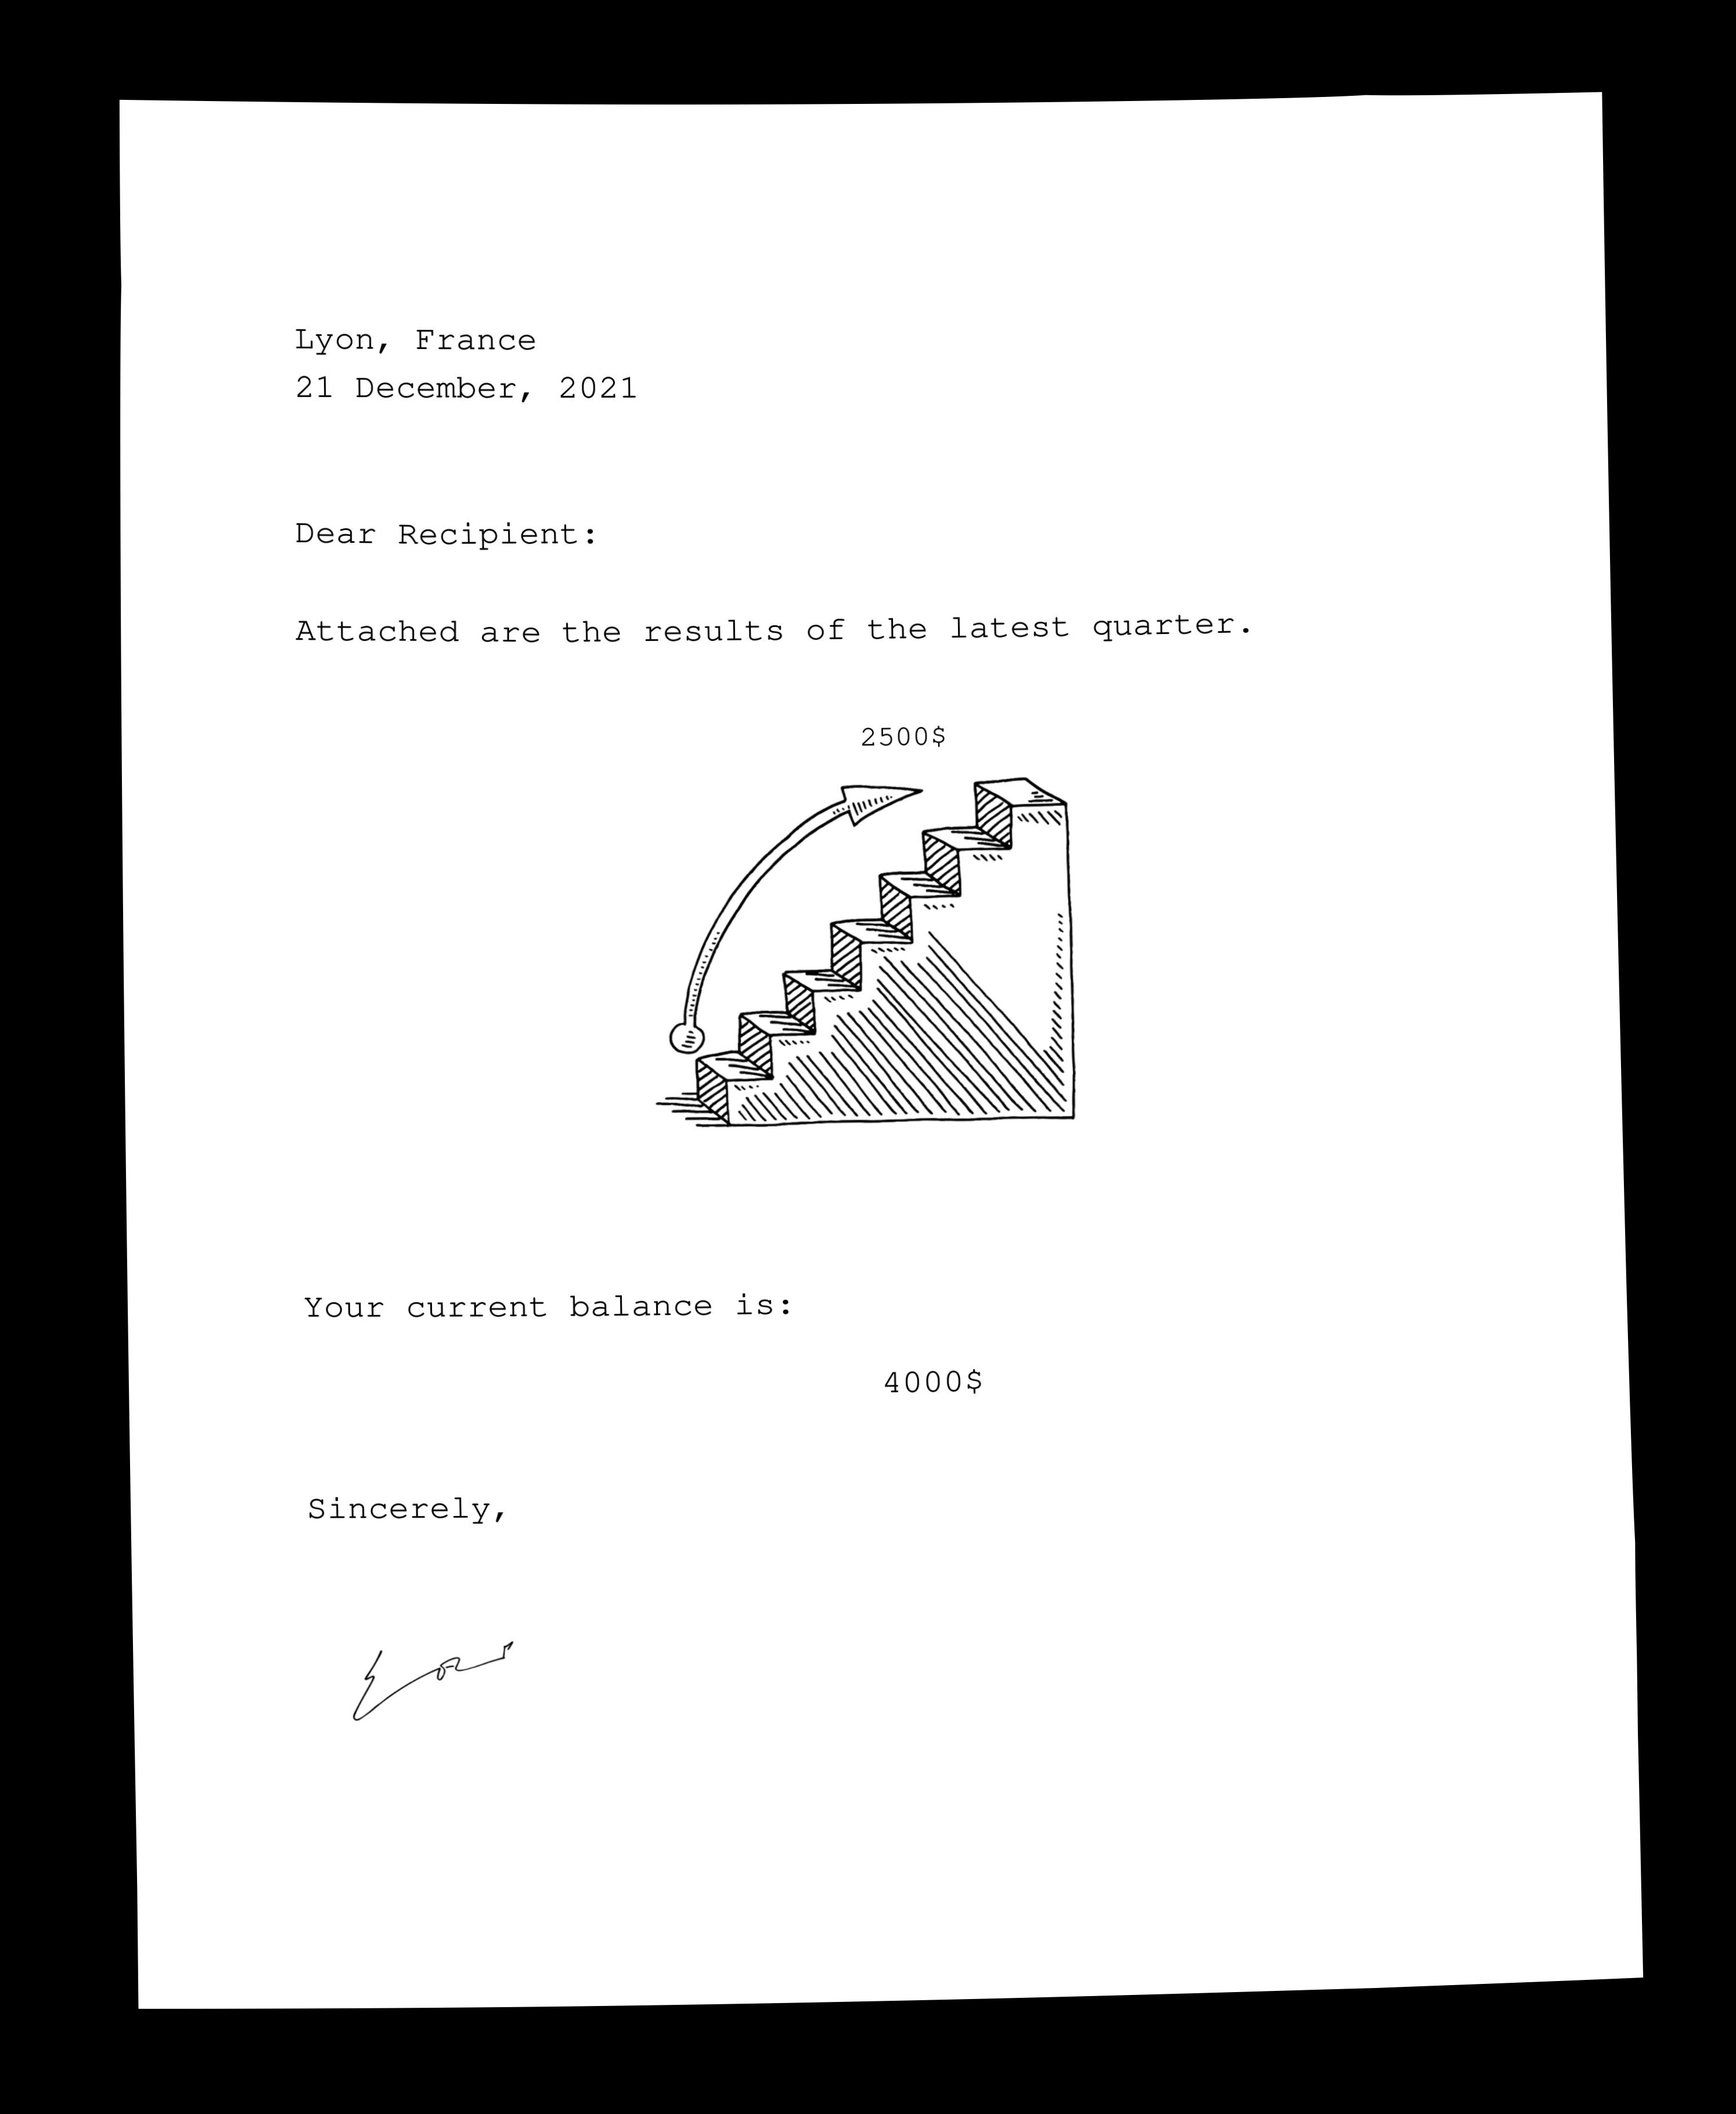 Lyon, France
21 December, 2021
Dear Recipient:
Attached are the results of the latest quarter.
2500$
Your current balance is:
4000$
Sincerely,